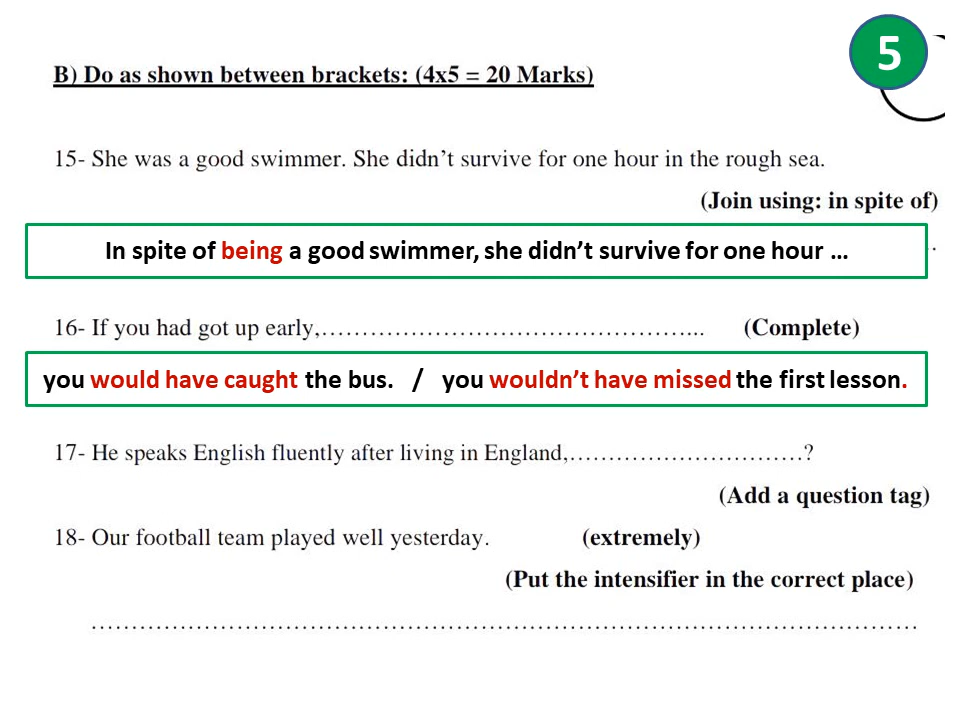 5
B) Do as shown between brackets: (4x5 = 20 Marks)
15- She was a good swimmer. She didn’t survive for one hour in the rough sea.
(Join using: in spite of)
In spite of being a good swimmer, she didn’t survive for one hour ...
16- If you had got up early,................................................ (Complete)
you would have caught the bus. / you wouldn’t have missed the first lesson.
17- He speaks English fluently after living in England,..............................?
(Add a question tag)
18- Our football team played well yesterday. (extremely)
(Put the intensifier in the correct place)
.........................................................................................................